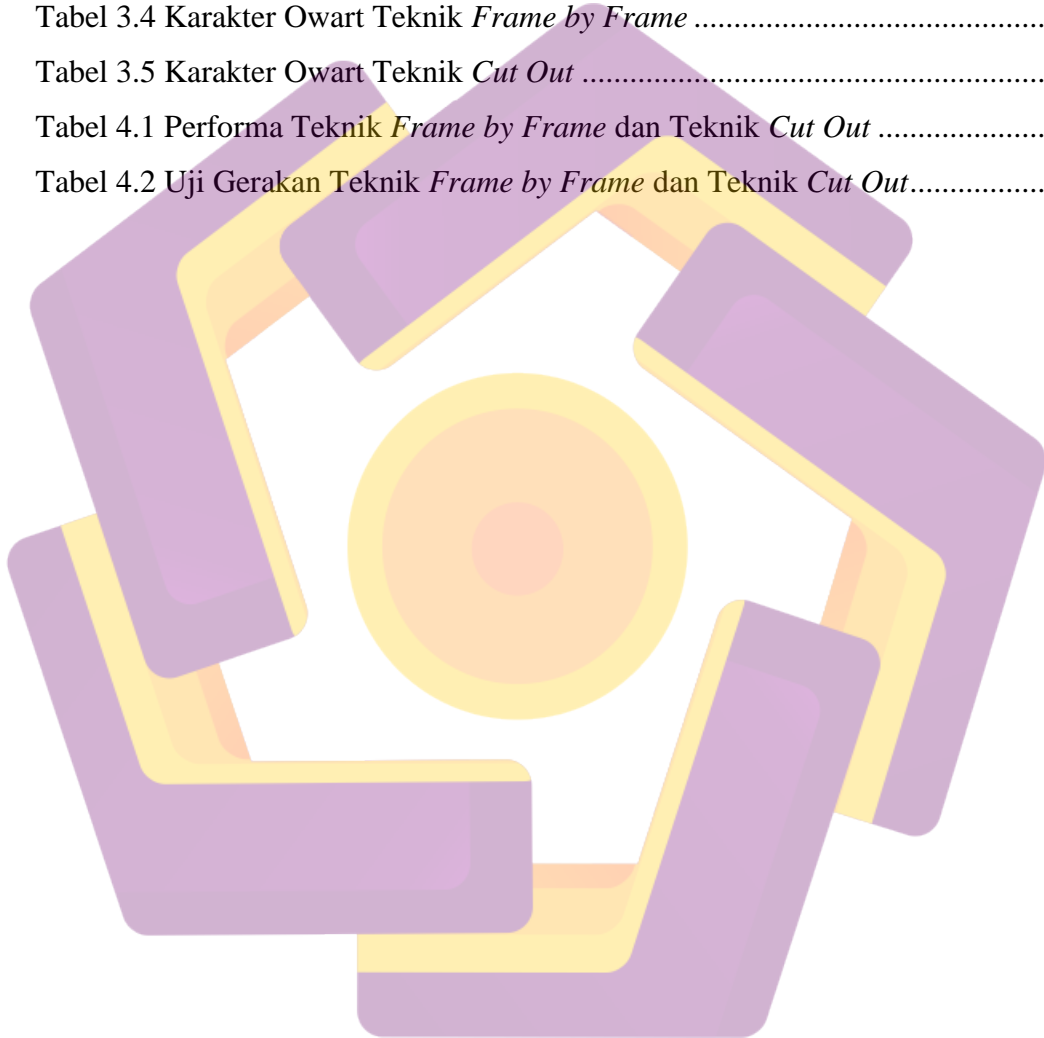 Tabel 3.4 Karakter Owart Teknik Frame by Frame ............................................
Tabel 3.5 Karakter Owart Teknik Cut Out ..........................................................
Tabel 4.1 Performa Teknik Frame by Frame dan Teknik Cut Out .....................
Tabel 4.2 Uji Gerakan Teknik Frame by Frame dan Teknik Cut Out.................